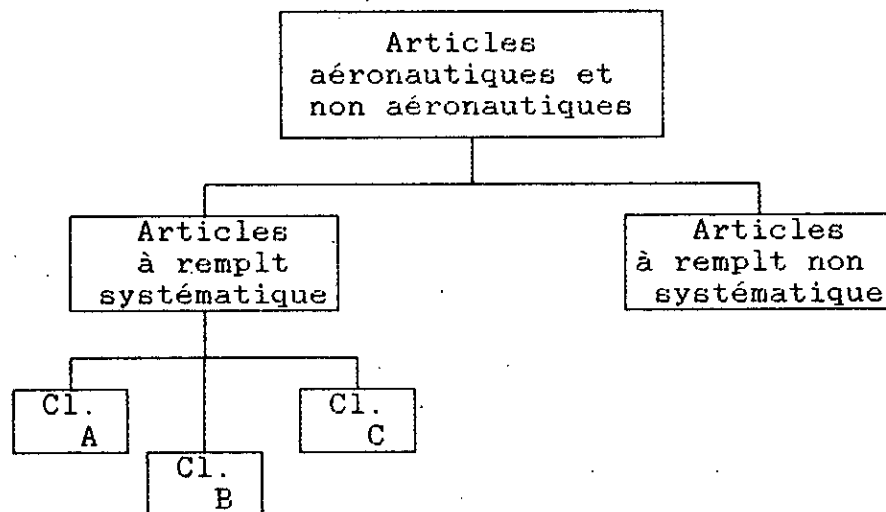 Articles
aéronautiques et
non aéronautiques
Articles
à remplt
systématique
Articles
à remplt non
systématique
Cl.
A
Cl.
B
Cl.
C